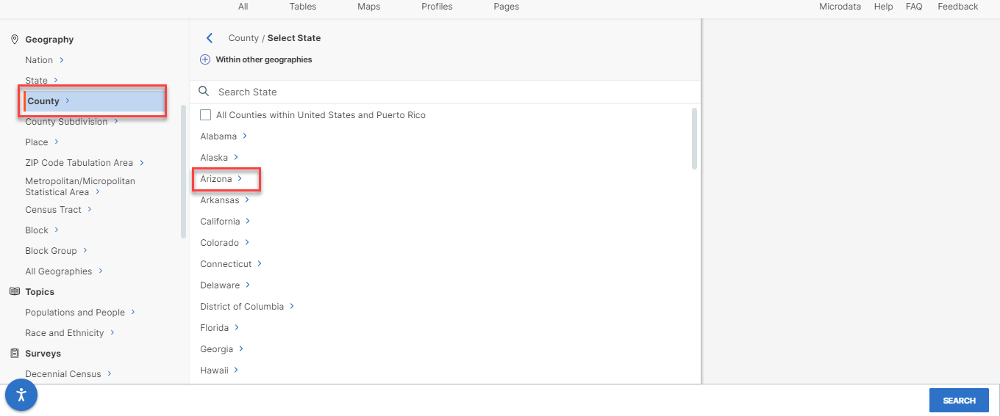 All Tables Maps Profiles Pages Microdata Help FAQ Feedback
Geography
Nation
State
County
County Subdivision
Place
ZIP Code Tabulation Area
Metropolitan/Micropolitan
Statistical Area
Census Tract
Block
Block Group
All Geographies
Topics
Populations and People
Race and Ethnicity
Surveys
Decennial Census
County / Select State
Within other geographies
Search State
All Counties within United States and Puerto Rico
Alabama
Alaska
Arizona
Arkansas
California
Colorado
Connecticut
Delaware
District of Columbia
Florida
Georgia
Hawaii
SEARCH